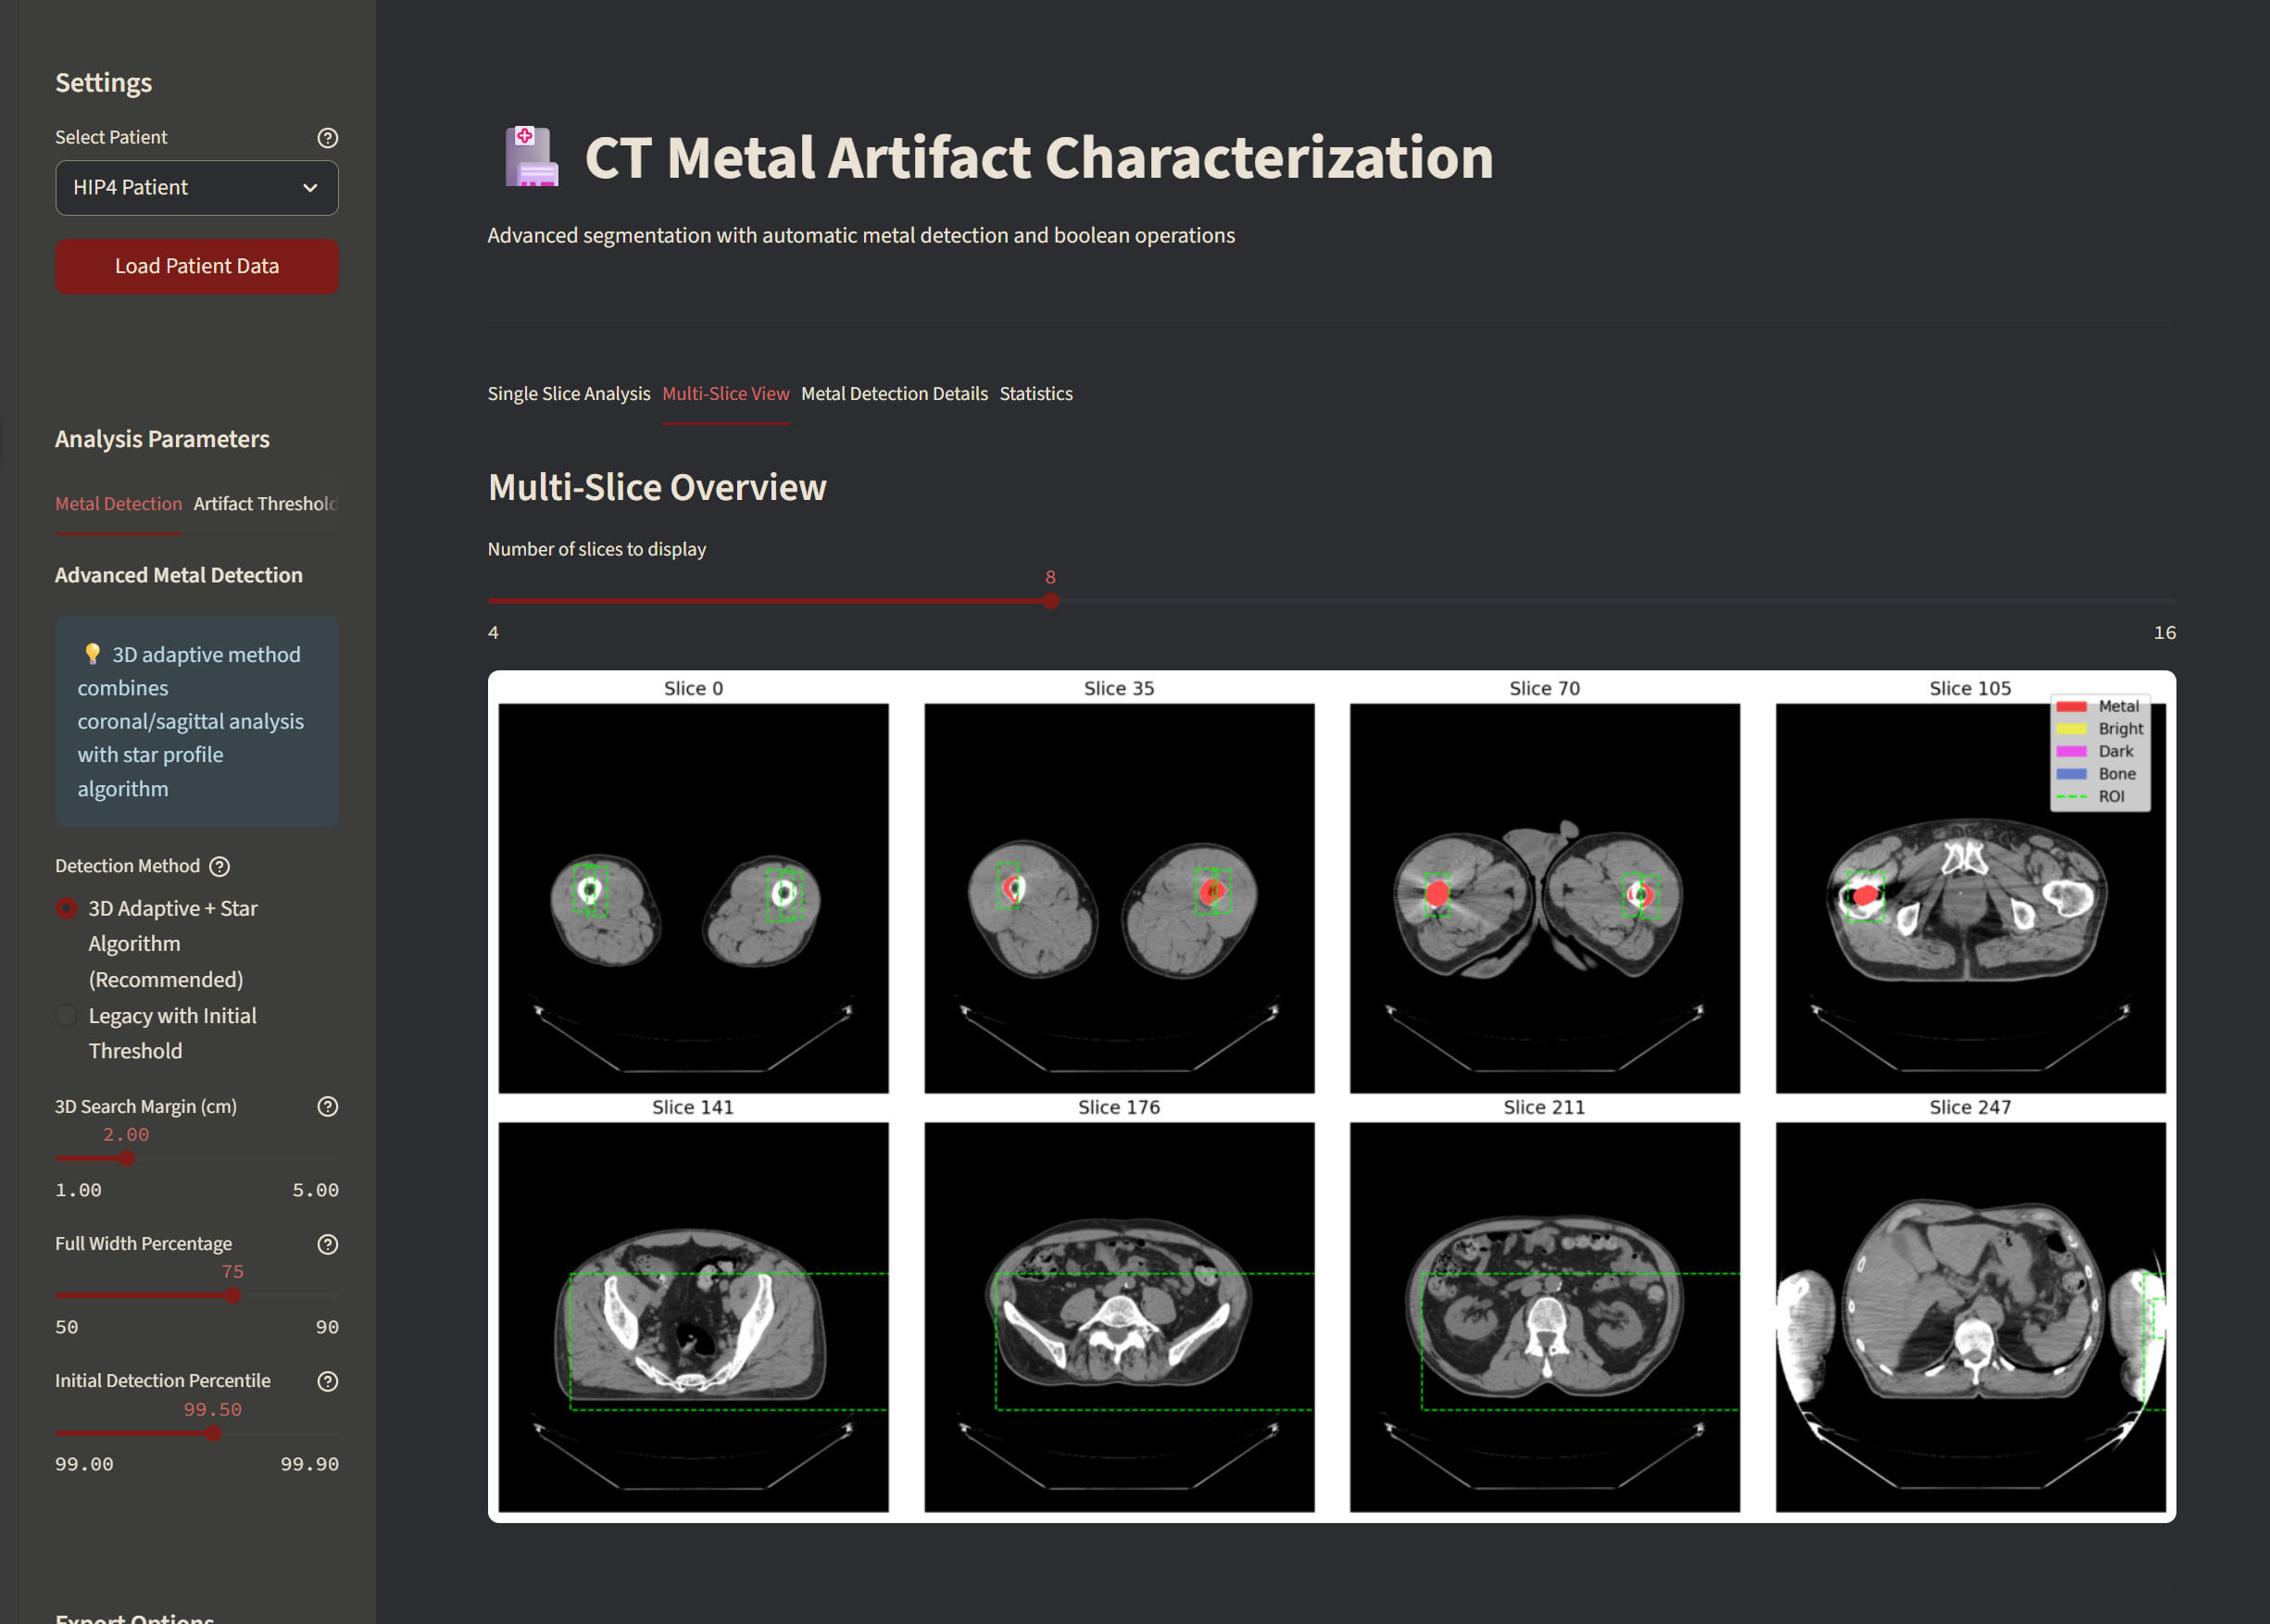 Settings
Select Patient
HIP4 Patient
Load Patient Data
Analysis Parameters
Metal Detection Artifact Threshold
Advanced Metal Detection
💡 3D adaptive method
combines
coronal/sagittal analysis
with star profile
algorithm
Detection Method
3D Adaptive + Star
Algorithm
(Recommended)
Legacy with Initial
Threshold
3D Search Margin (cm)
2.00
1.00 5.00
Full Width Percentage
75
50 90
Initial Detection Percentile
99.50
99.00 99.90
Export Options
🏥 CT Metal Artifact Characterization
Advanced segmentation with automatic metal detection and boolean operations
Single Slice Analysis Multi-Slice View Metal Detection Details Statistics
Multi-Slice Overview
Number of slices to display
8
4 16
Slice 0 Slice 35 Slice 70 Slice 105
Metal
Bright
Dark
Bone
ROI
Slice 141 Slice 176 Slice 211 Slice 247